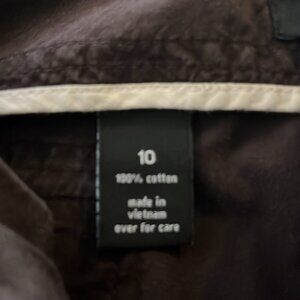 10
100% cotton
made in
vietnam
ever for care